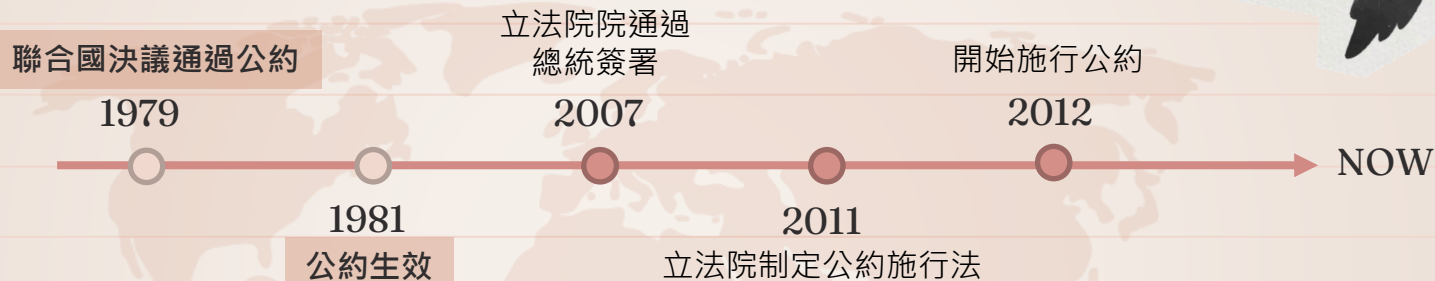 聯合國決議通過公約
1979
1981
公約生效
立法院院通過
總統簽署
2007
2011
立法院制定公約施行法
開始施行公約
2012
NOW